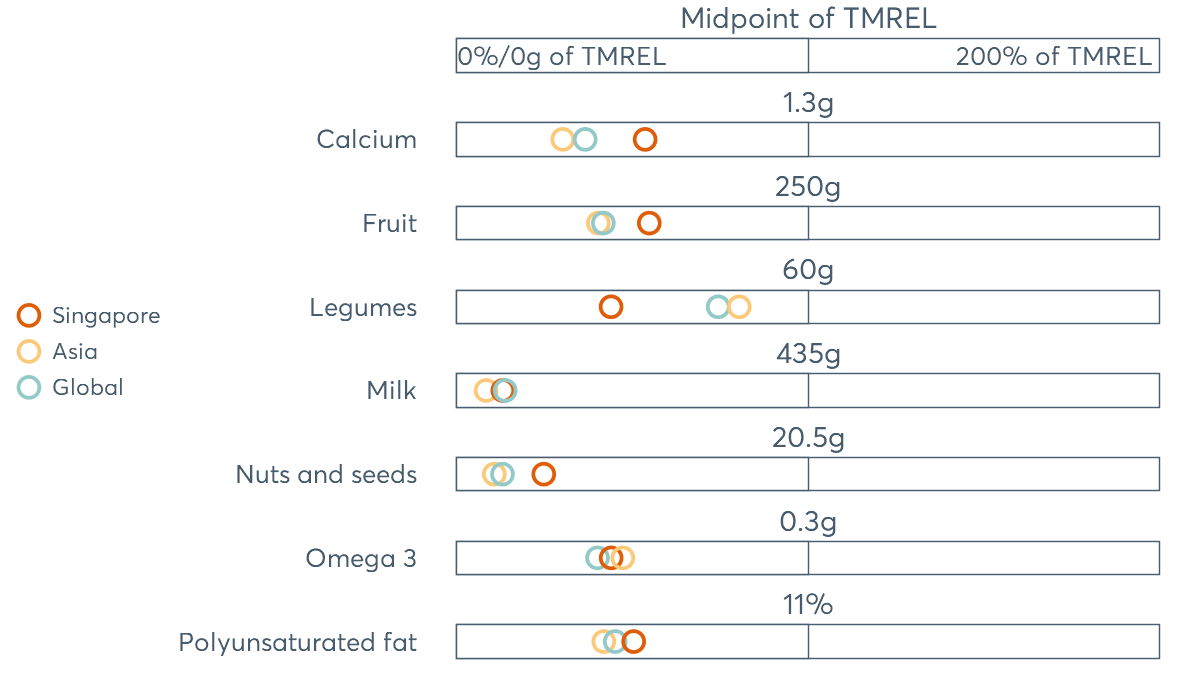 Midpoint of TMREL
0%/0g of TMREL
200% of TMREL
1.3g
Calcium
250g
Fruit
60g
Legumes
435g
Milk
20.5g
Nuts and seeds
0.3g
Omega 3
11%
Polyunsaturated fat
Singapore
Asia
Global